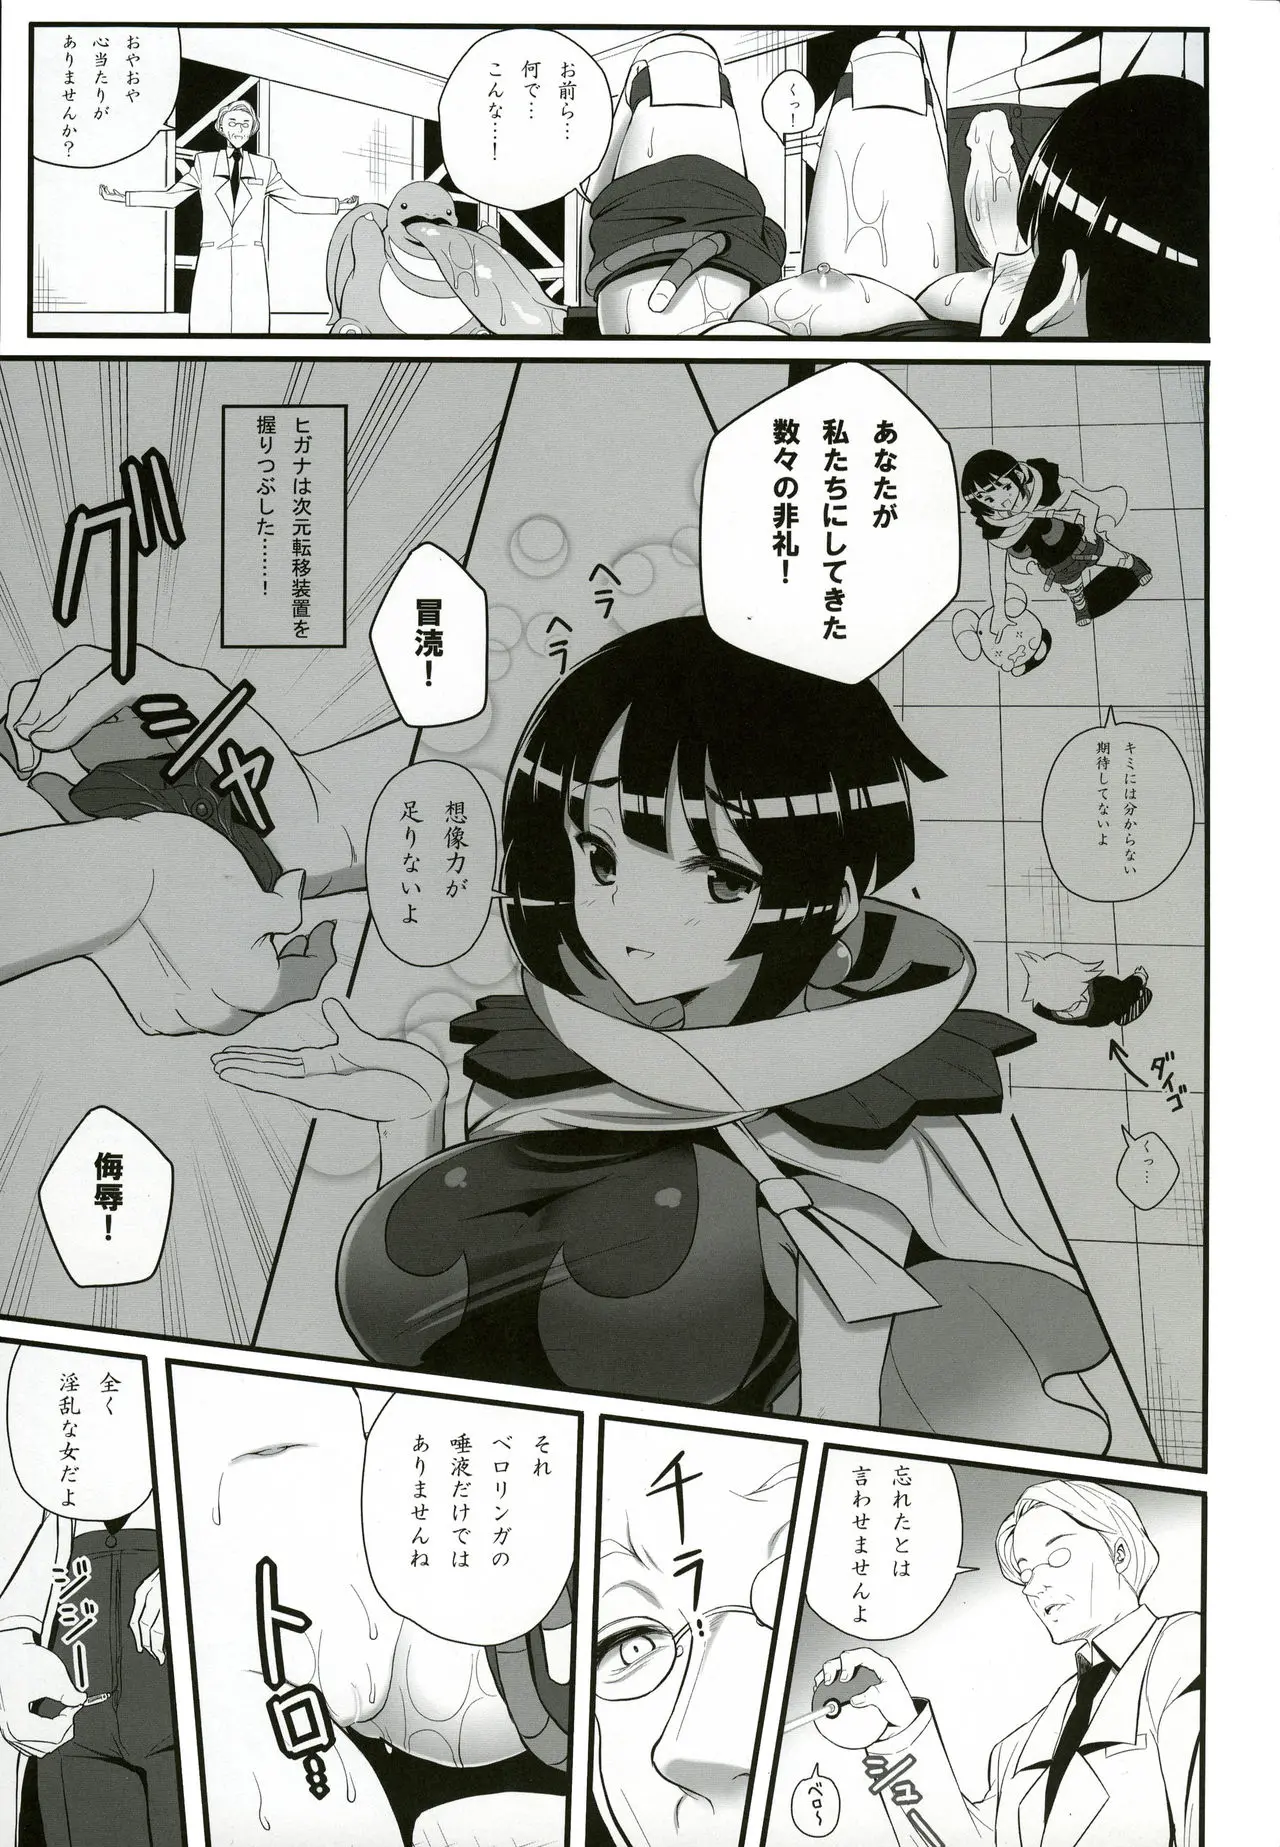 くっ！
お前ら…
何で…
こんな…！
おやおや
心当たりが
ありませんか？
あなたが
私たちにしてきた
数々の非礼！
キミには分からない
期待してないよ
ダイゴ
くっ…
ヘラ
ヘラ
冒涜！
想像力が
足りないよ
ヒガナは次元転移装置を
握りつぶした……！
グシャッ
侮辱！
忘れたとは
言わせませんよ
ベロ〜
シュー
チラ…
それ
ベロリンガの
唾液だけでは
ありませんね
トロ…
全く
淫乱な女だよ
ジジジー